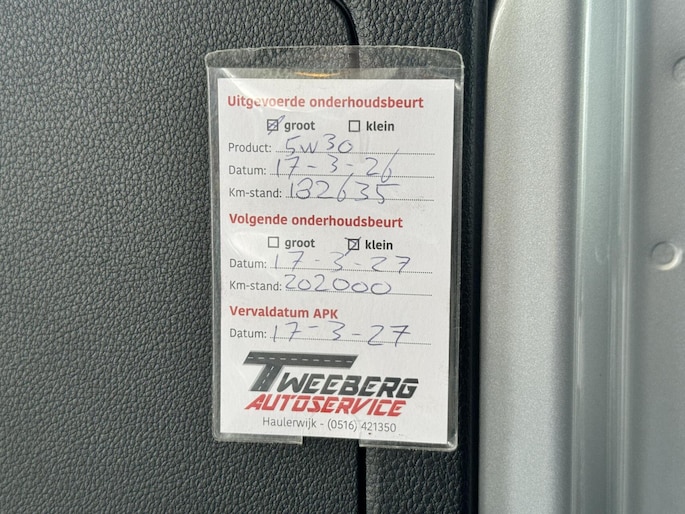 Uitgevoerde onderhoudsbeurt
☒ groot ☐ klein
Product: 5W30
Datum: 17-3-26
Km-stand: 182635
Volgende onderhoudsbeurt
☐ groot ☒ klein
Datum: 17-3-27
Km-stand: 202000
Vervaldatum APK
Datum: 17-3-27
TWEEBERG
AUTOSERVICE
Haulerwijk - (0516) 421350